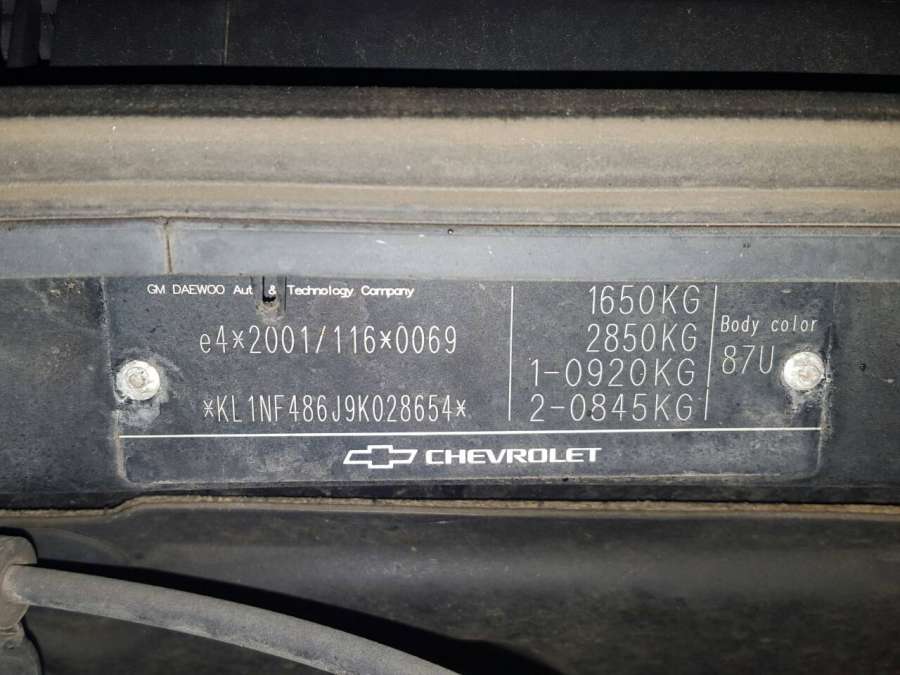 GM DAEWOO Aut & Technology Company
e4*2001/116*0069
*KL1NF486J9K028654*
1650KG
2850KG
1-0920KG
2-0845KG
Body color
87U
CHEVROLET